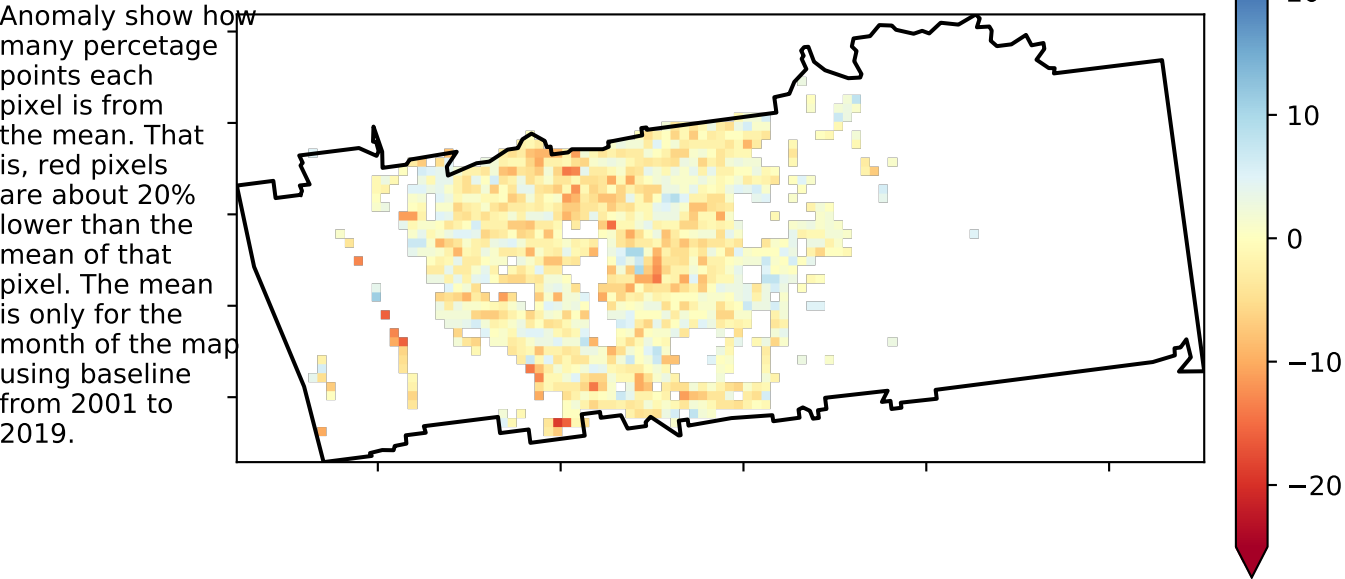 Anomaly show how
many percetage
points each
pixel is from
the mean. That
is, red pixels
are about 20%
lower than the
mean of that
pixel. The mean
is only for the
month of the map
using baseline
from 2001 to
2019.
10
0
−10
−20